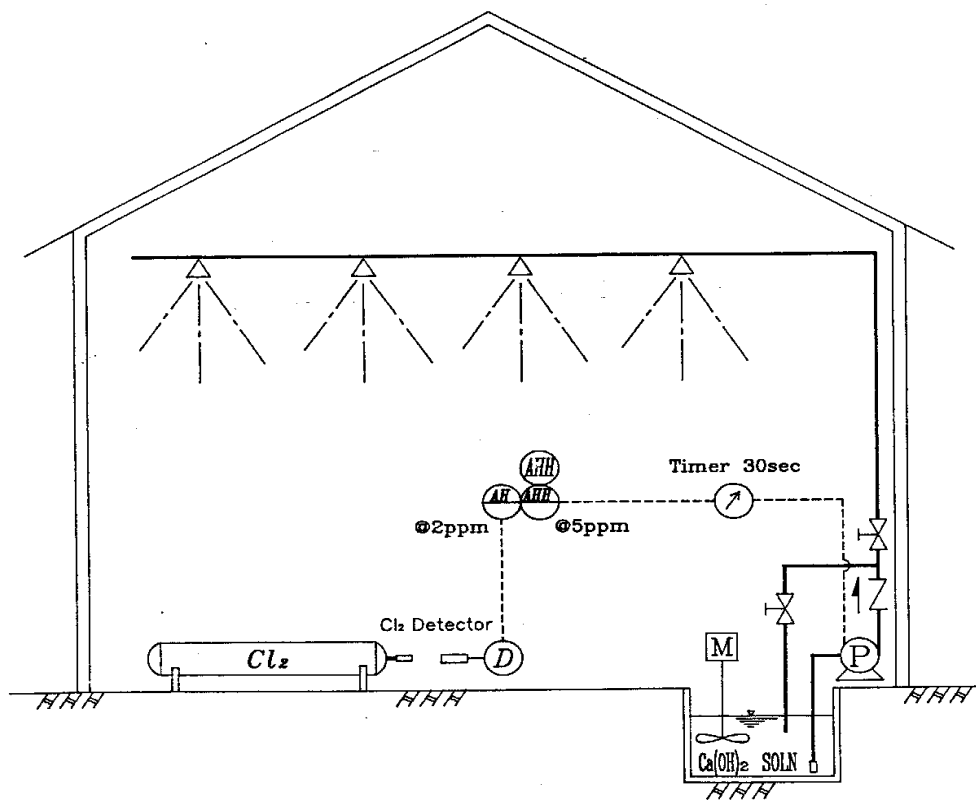 AHH
AH AHH
Timer 30sec
@2ppm @5ppm
Cl₂ Detector
Cl₂
D
M
P
Ca(OH)₂ SOLN